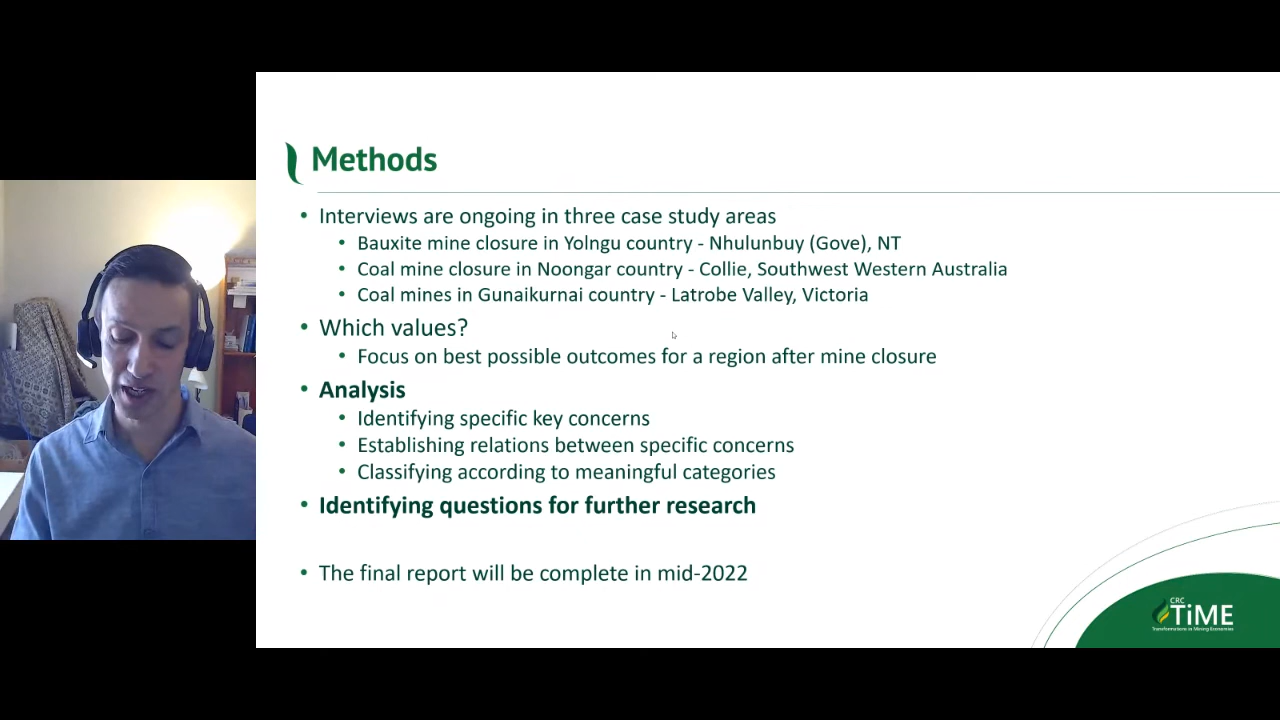 Methods
• Interviews are ongoing in three case study areas
• Bauxite mine closure in Yolngu country - Nhulunbuy (Gove), NT
• Coal mine closure in Noongar country - Collie, Southwest Western Australia
• Coal mines in Gunaikurnai country - Latrobe Valley, Victoria
• Which values?
• Focus on best possible outcomes for a region after mine closure
• Analysis
• Identifying specific key concerns
• Establishing relations between specific concerns
• Classifying according to meaningful categories
• Identifying questions for further research
• The final report will be complete in mid-2022
CRC
TiME
Transformations in Mining Economies